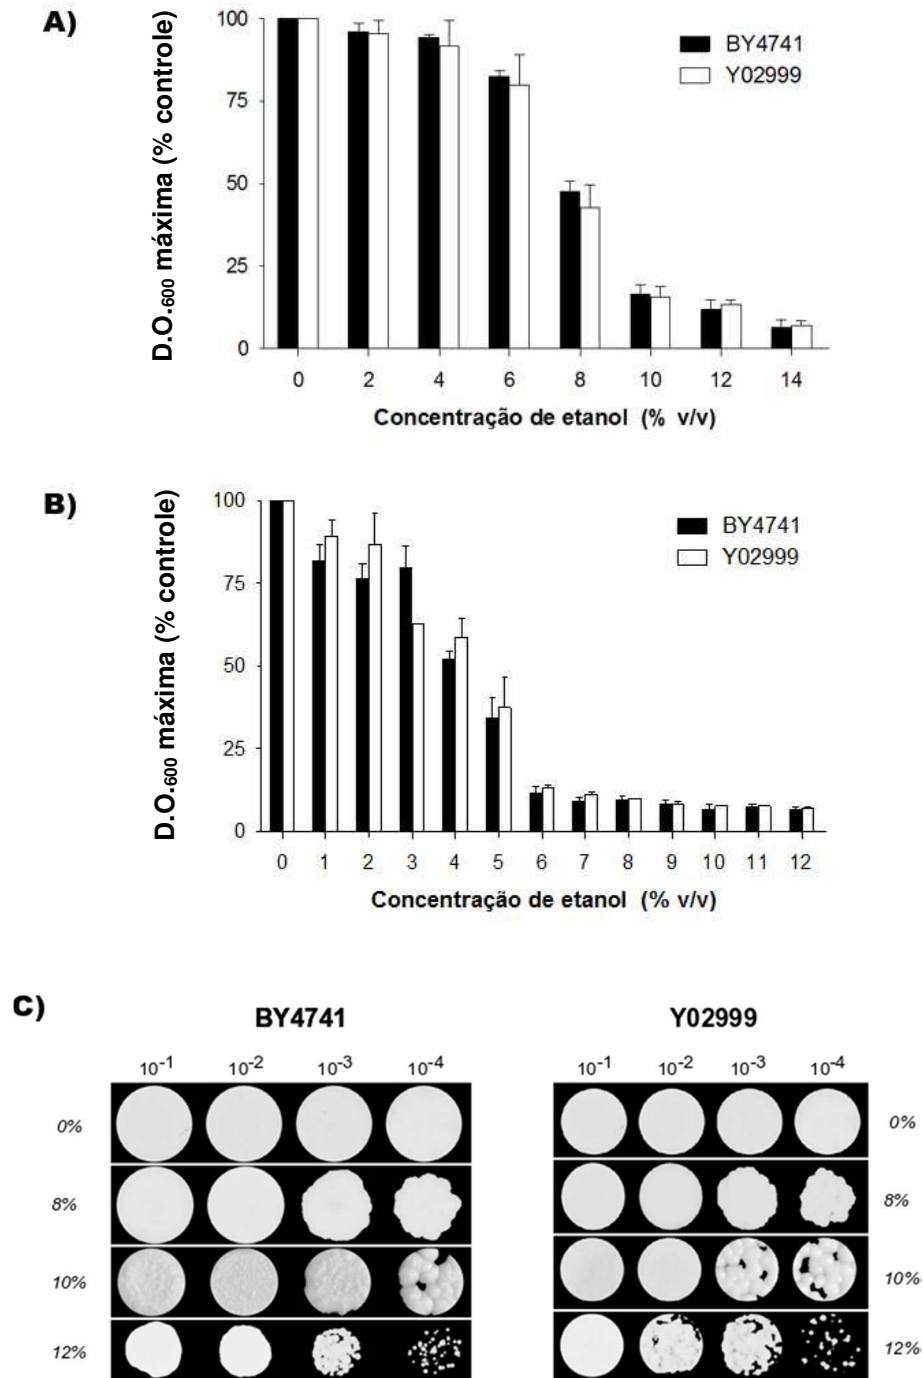 A)
D.O.600 máxima (% controle)
100
75
50
25
0
BY4741
Y02999
0 2 4 6 8 10 12 14
Concentração de etanol (% v/v)
B)
D.O.600 máxima (% controle)
100
75
50
25
0
BY4741
Y02999
0 1 2 3 4 5 6 7 8 9 10 11 12
Concentração de etanol (% v/v)
C)
BY4741
Y02999
10-1 10-2 10-3 10-4
10-1 10-2 10-3 10-4
0%
0%
8%
8%
10%
10%
12%
12%